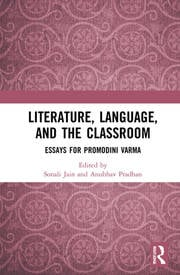 LITERATURE, LANGUAGE,
AND THE CLASSROOM
ESSAYS FOR PROMODINI VARMA
Edited by
Sonali Jain and Anubhav Pradhan
R
Routledge